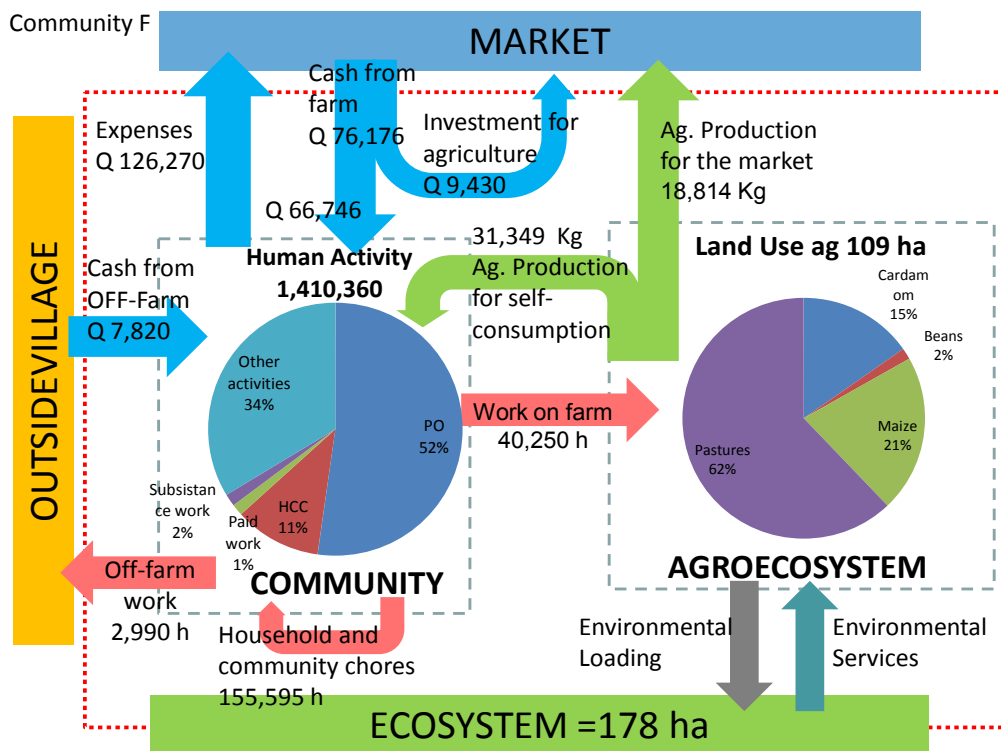 Community F
MARKET
Cash from
farm
Q 76,176
Expenses
Q 126,270
Investment for
agriculture
Q 9,430
Ag. Production
for the market
18,814 Kg
Q 66,746
OUTSIDEVILLAGE
Cash from
OFF-Farm
Q 7,820
Human Activity
1,410,360
31,349 Kg
Ag. Production
for self-
consumption
Land Use ag 109 ha
Cardam
om
15%
Beans
2%
Maize
21%
Pastures
62%
Other
activities
34%
PO
52%
Subsistan
ce work
2%
Paid
work
1%
HCC
11%
Work on farm
40,250 h
COMMUNITY
AGROECOSYSTEM
Off-farm
work
2,990 h
Household and
community chores
155,595 h
Environmental
Loading
Environmental
Services
ECOSYSTEM =178 ha